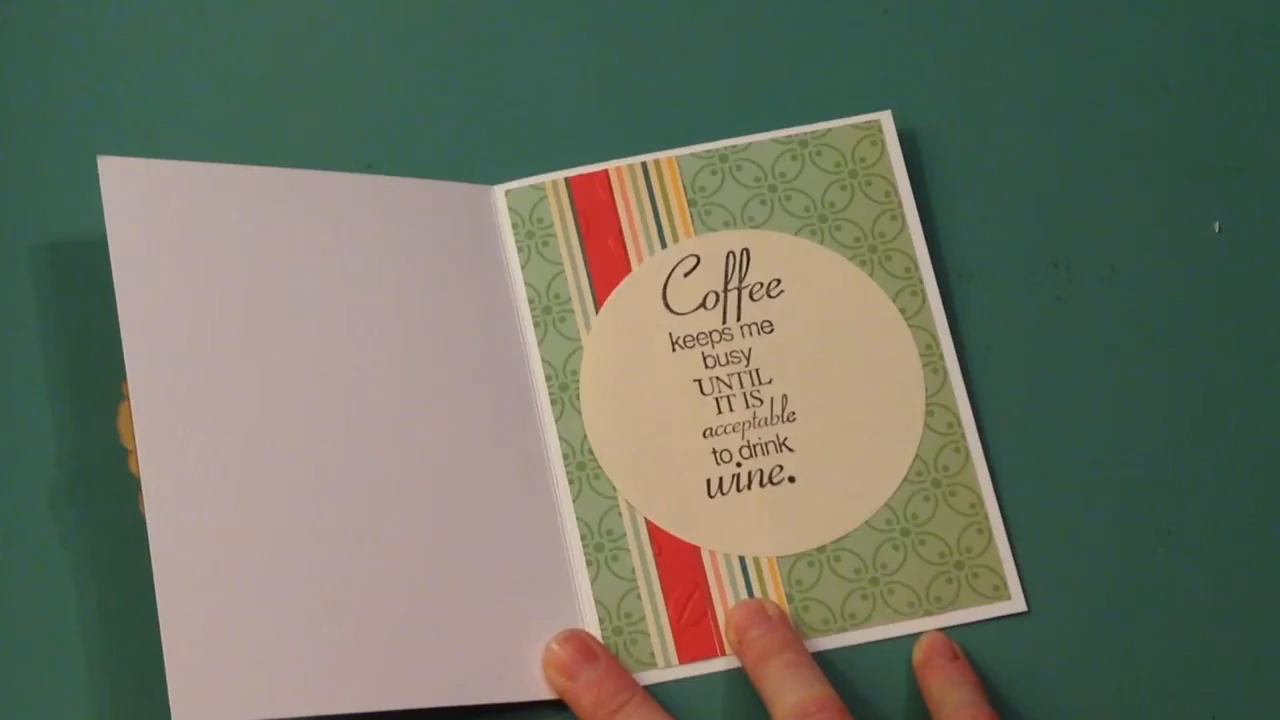 Coffee
keeps me
busy
UNTIL
IT IS
acceptable
to drink
wine.